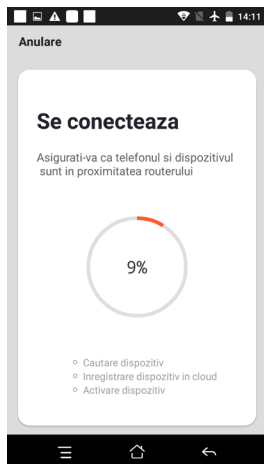 14:11
Anulare
Se conecteaza
Asigurati-va ca telefonul si dispozitivul
sunt in proximitatea routerului
9%
Cautare dispozitiv
Inregistrare dispozitiv in cloud
Activare dispozitiv